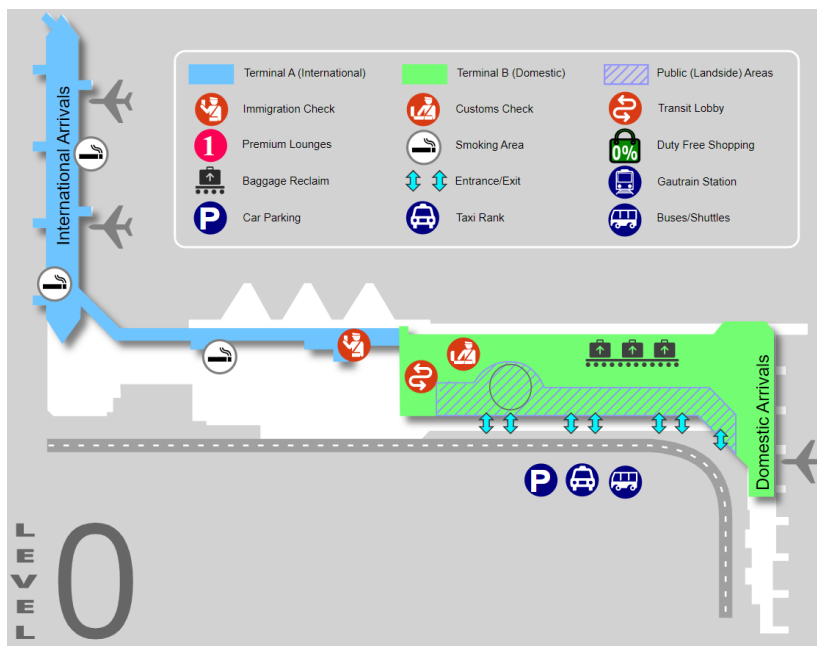 Terminal A (International)
Terminal B (Domestic)
Public (Landside) Areas
Immigration Check
Customs Check
Transit Lobby
1
Premium Lounges
Smoking Area
0%
Duty Free Shopping
Baggage Reclaim
Entrance/Exit
Gautrain Station
P
Car Parking
Taxi Rank
Buses/Shuttles
International Arrivals
Domestic Arrivals
P
LEVEL
0